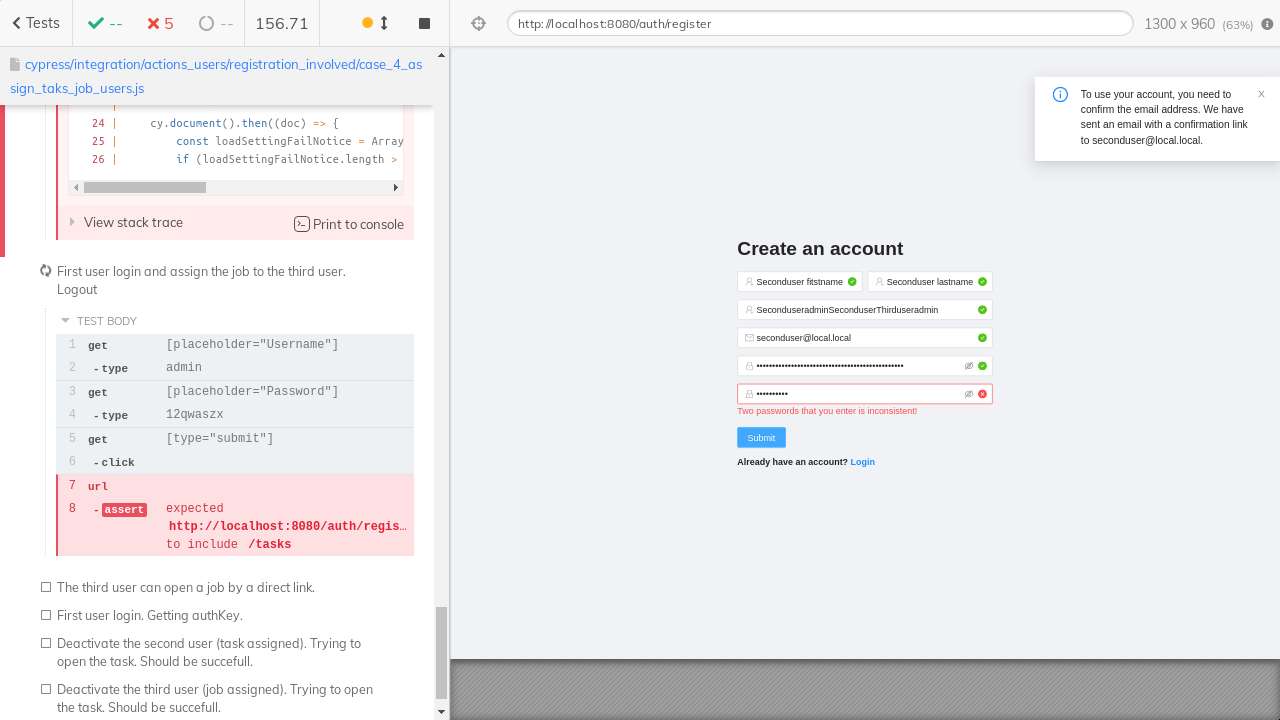 Tests
--
5
--
156.71
http://localhost:8080/auth/register
1300 x 960 (63%)
cypress/integration/actions_users/registration_involved/case_4_as
sign_taks_job_users.js
24 | cy.document().then((doc) => {
25 | const loadSettingFailNotice = Array
26 | if (loadSettingFailNotice.length >
View stack trace
Print to console
First user login and assign the job to the third user.
Logout
TEST BODY
1 get [placeholder="Username"]
2 -type admin
3 get [placeholder="Password"]
4 -type 12qwaszx
5 get [type="submit"]
6 -click
7 url
8 -assert expected
http://localhost:8080/auth/regis…
to include /tasks
The third user can open a job by a direct link.
First user login. Getting authKey.
Deactivate the second user (task assigned). Trying to
open the task. Should be succefull.
Deactivate the third user (job assigned). Trying to open
the task. Should be succefull.
To use your account, you need to
confirm the email address. We have
sent an email with a confirmation link
to seconduser@local.local.
Create an account
Seconduser fitstname
Seconduser lastname
SeconduseradminSeconduserThirduseradmin
seconduser@local.local
Two passwords that you enter is inconsistent!
Submit
Already have an account? Login